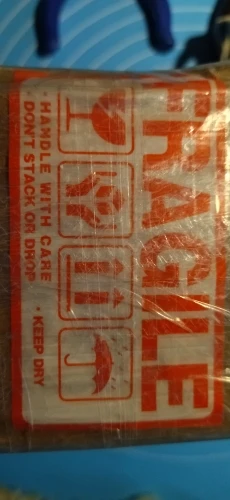 FRAGILE
· HANDLE WITH CARE · KEEP DRY
DON'T STACK OR DROP